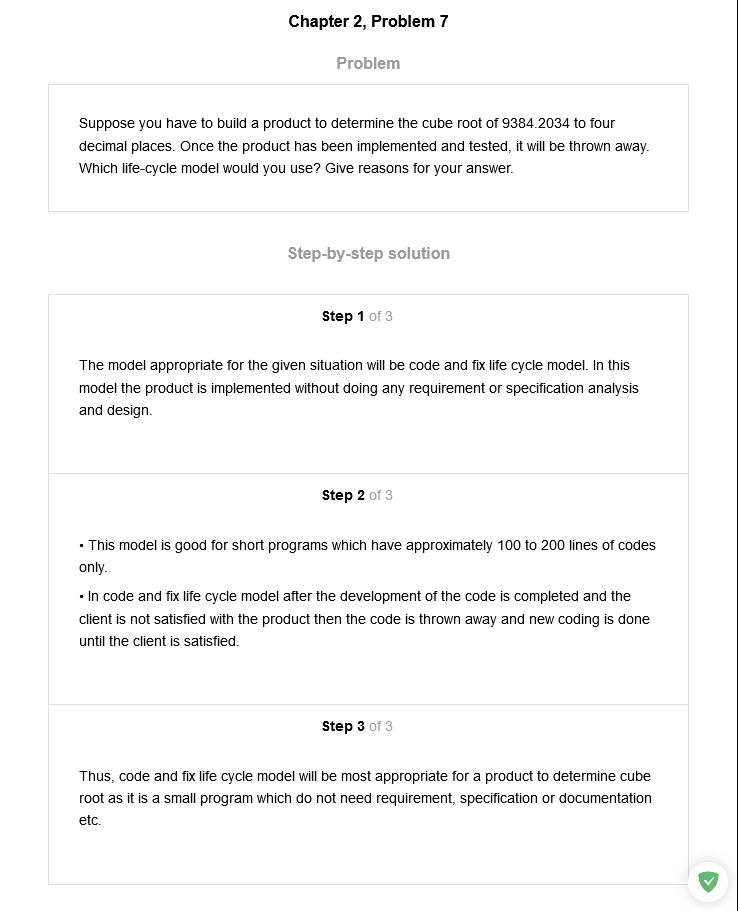 Chapter 2, Problem 7
Problem
Suppose you have to build a product to determine the cube root of 9384.2034 to four
decimal places. Once the product has been implemented and tested, it will be thrown away.
Which life-cycle model would you use? Give reasons for your answer.
Step-by-step solution
Step 1 of 3
The model appropriate for the given situation will be code and fix life cycle model. In this
model the product is implemented without doing any requirement or specification analysis
and design.
Step 2 of 3
• This model is good for short programs which have approximately 100 to 200 lines of codes
only.
• In code and fix life cycle model after the development of the code is completed and the
client is not satisfied with the product then the code is thrown away and new coding is done
until the client is satisfied.
Step 3 of 3
Thus, code and fix life cycle model will be most appropriate for a product to determine cube
root as it is a small program which do not need requirement, specification or documentation
etc.